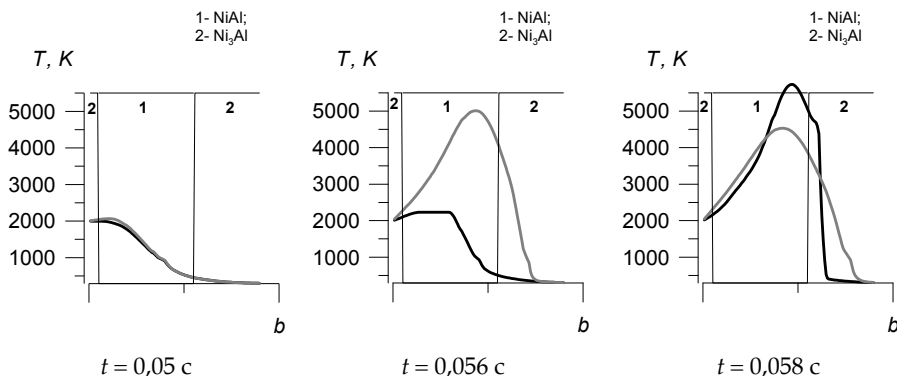 1- NiAl;
2- Ni₃Al
T, K
5000
4000
3000
2000
1000
2
1
2
b
t = 0,05 c
1- NiAl;
2- Ni₃Al
T, K
5000
4000
3000
2000
1000
2
1
2
b
t = 0,056 c
1- NiAl;
2- Ni₃Al
T, K
5000
4000
3000
2000
1000
2
1
2
b
t = 0,058 c